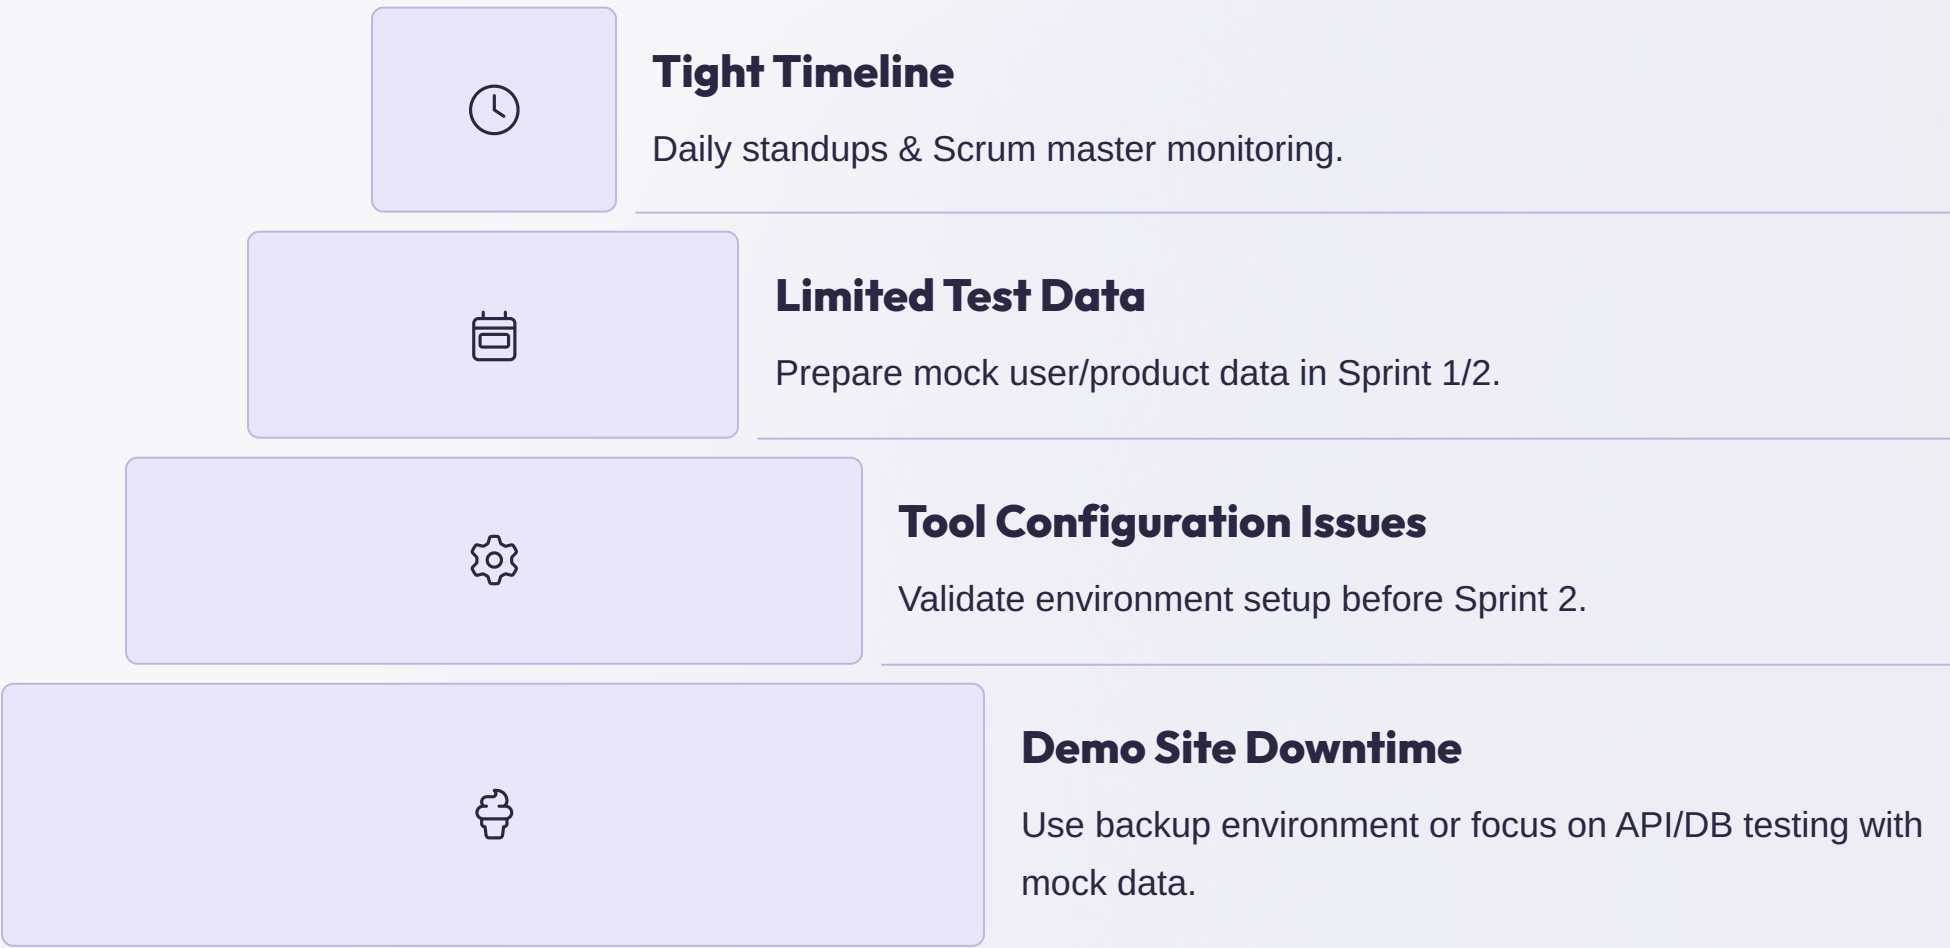 Tight Timeline
Daily standups & Scrum master monitoring.
Limited Test Data
Prepare mock user/product data in Sprint 1/2.
Tool Configuration Issues
Validate environment setup before Sprint 2.
Demo Site Downtime
Use backup environment or focus on API/DB testing with
mock data.